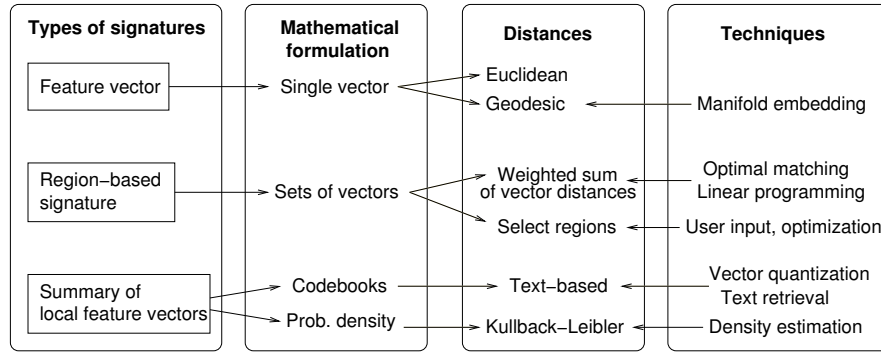 Types of signatures
Mathematical
formulation
Distances
Techniques
Feature vector
Single vector
Euclidean
Geodesic
Manifold embedding
Region−based
signature
Sets of vectors
Weighted sum
of vector distances
Optimal matching
Linear programming
Select regions
User input, optimization
Summary of
local feature vectors
Codebooks
Text−based
Vector quantization
Text retrieval
Prob. density
Kullback−Leibler
Density estimation